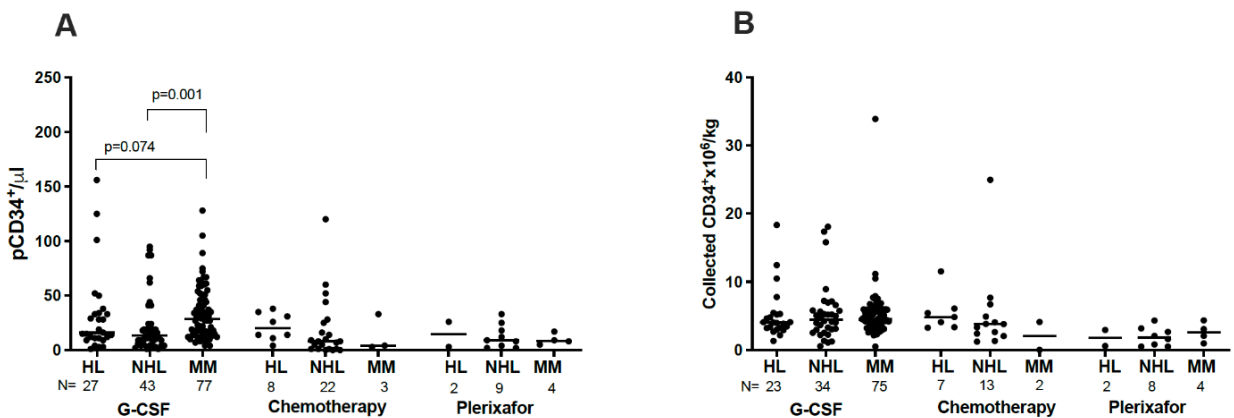 A
pCD34+/μl
250
200
150
100
50
0
p=0.001
p=0.074
HL NHL MM HL NHL MM HL NHL MM
N= 27 43 77 8 22 3 2 9 4
G-CSF Chemotherapy Plerixafor
B
Collected CD34+x10⁶/kg
40
30
20
10
0
HL NHL MM HL NHL MM HL NHL MM
N= 23 34 75 7 13 2 2 8 4
G-CSF Chemotherapy Plerixafor